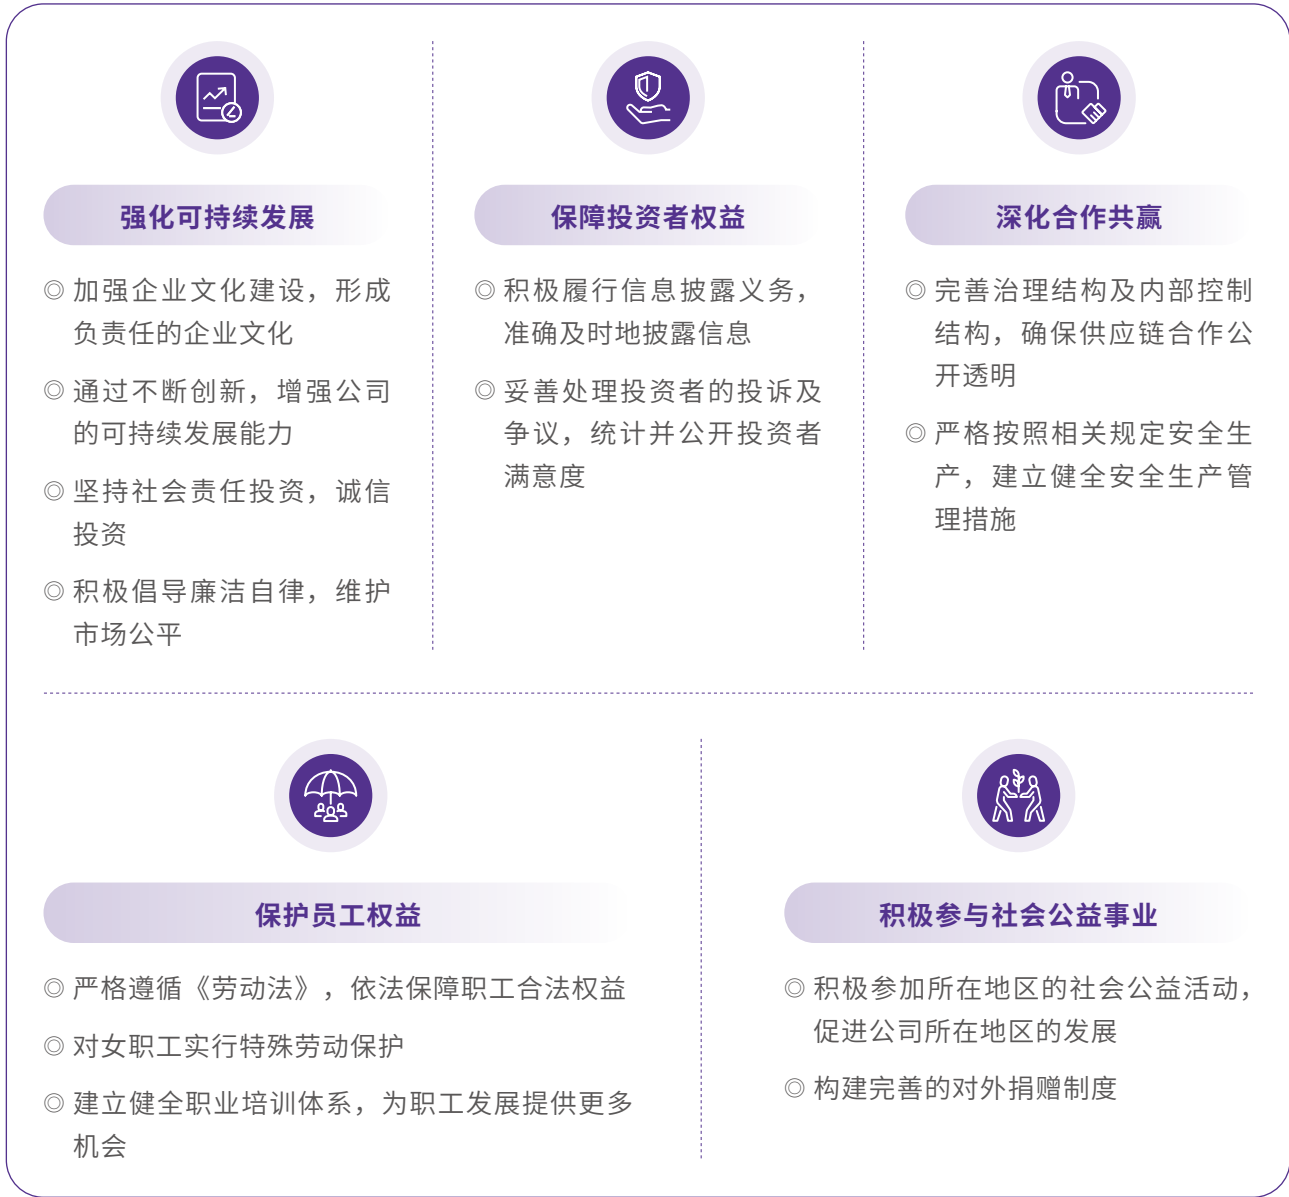 强化可持续发展
◎ 加强企业文化建设，形成
负责任的企业文化
◎ 通过不断创新，增强公司
的可持续发展能力
◎ 坚持社会责任投资，诚信
投资
◎ 积极倡导廉洁自律，维护
市场公平
保障投资者权益
◎ 积极履行信息披露义务，
准确及时地披露信息
◎ 妥善处理投资者的投诉及
争议，统计并公开投资者
满意度
深化合作共赢
◎ 完善治理结构及内部控制
结构，确保供应链合作公
开透明
◎ 严格按照相关规定安全生
产，建立健全安全生产管
理措施
保护员工权益
◎ 严格遵循《劳动法》，依法保障职工合法权益
◎ 对女职工实行特殊劳动保护
◎ 建立健全职业培训体系，为职工发展提供更多
机会
积极参与社会公益事业
◎ 积极参加所在地区的社会公益活动，
促进公司所在地区的发展
◎ 构建完善的对外捐赠制度